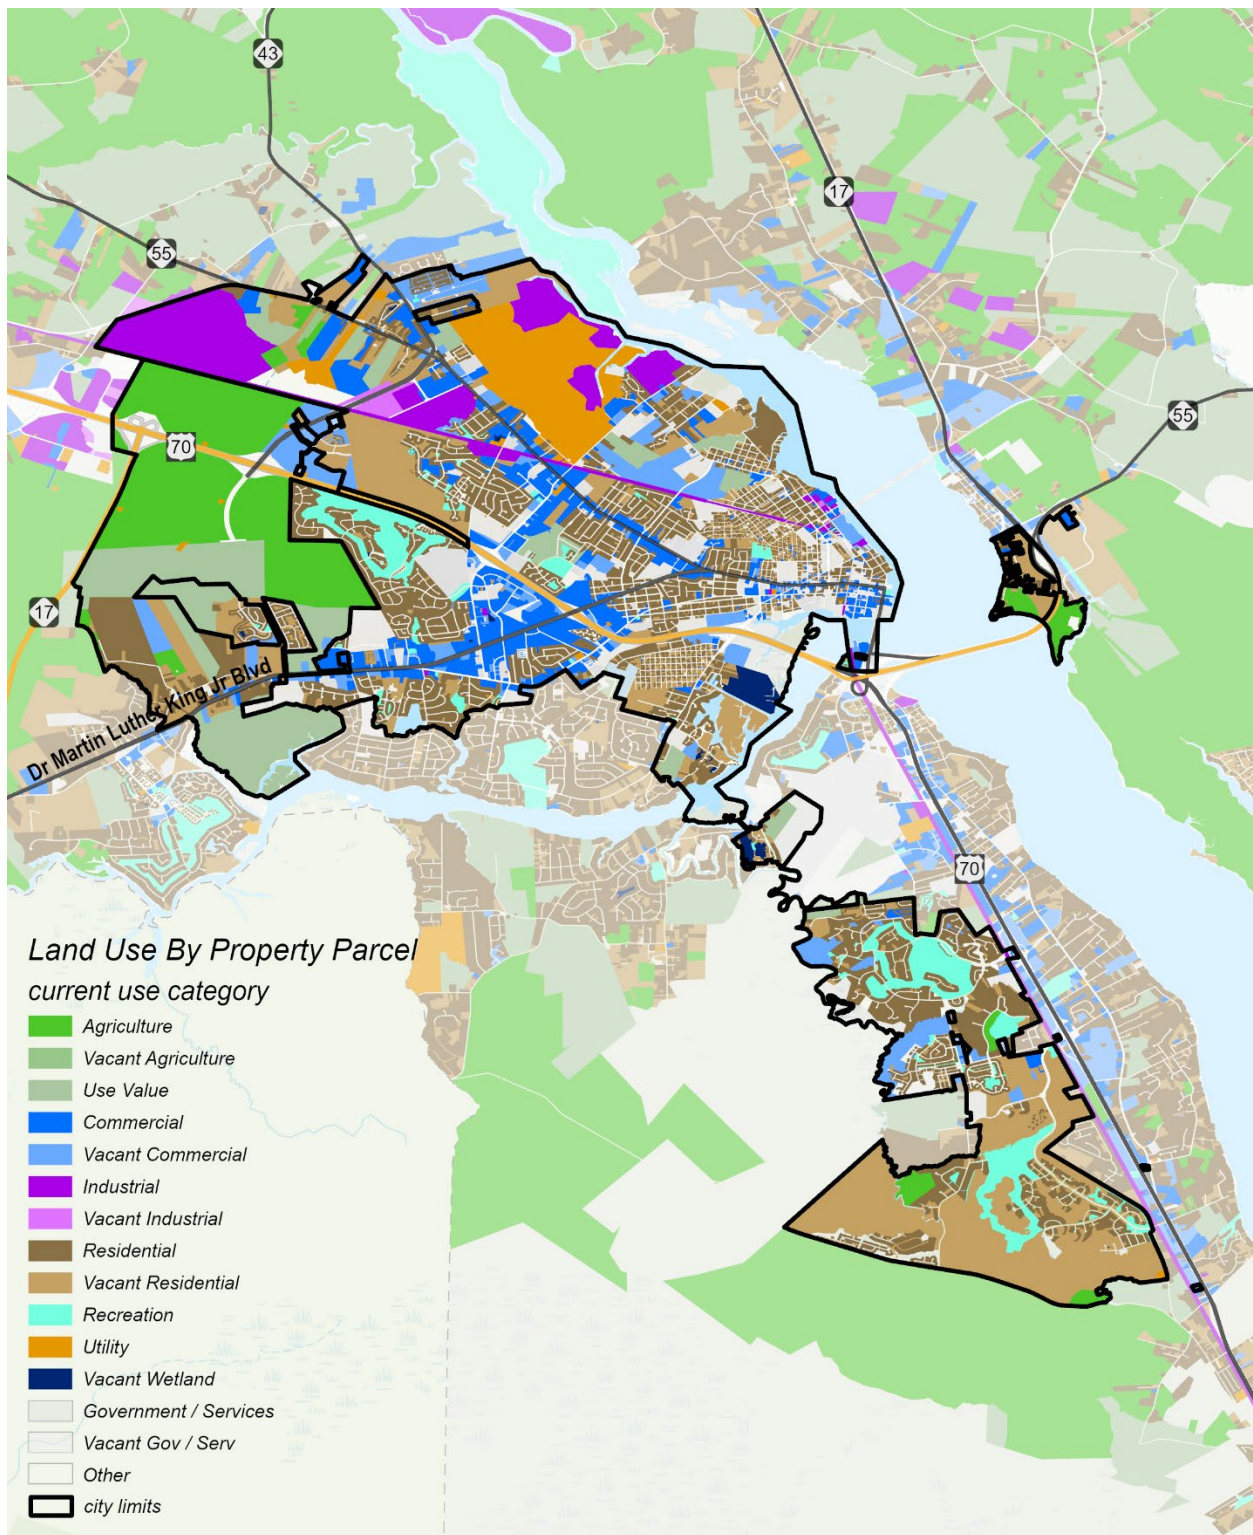 43
17
55
55
70
17
Dr Martin Luther King Jr Blvd
70
Land Use By Property Parcel
current use category
Agriculture
Vacant Agriculture
Use Value
Commercial
Vacant Commercial
Industrial
Vacant Industrial
Residential
Vacant Residential
Recreation
Utility
Vacant Wetland
Government / Services
Vacant Gov / Serv
Other
city limits